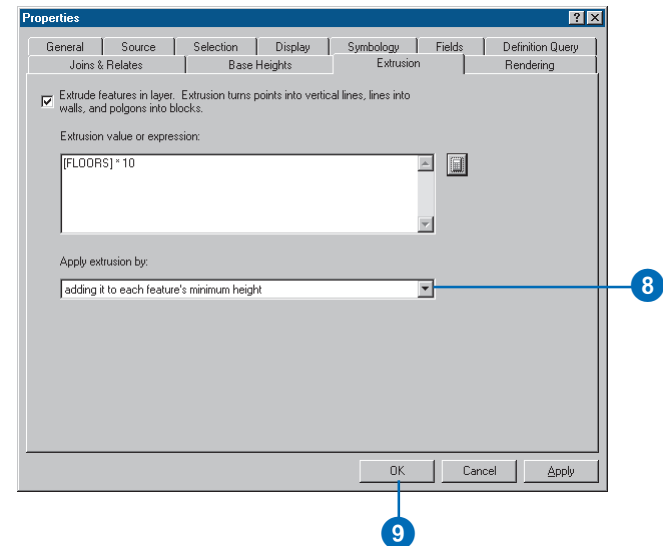 Properties
General Source Selection Display Symbology Fields Definition Query
Joins & Relates Base Heights Extrusion Rendering
Extrude features in layer. Extrusion turns points into vertical lines, lines into
walls, and polgons into blocks.
Extrusion value or expression:
[FLOORS] * 10
Apply extrusion by:
adding it to each feature's minimum height
8
OK Cancel Apply
9